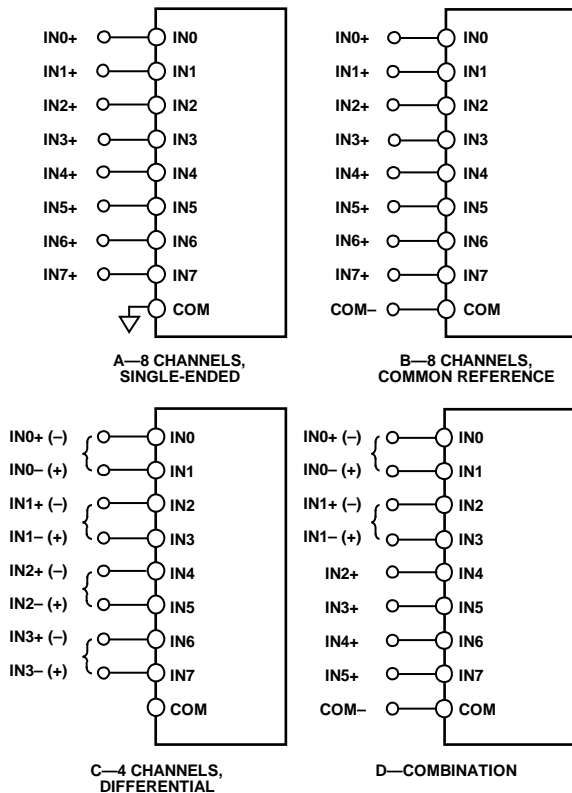 IN0+ IN0
IN1+ IN1
IN2+ IN2
IN3+ IN3
IN4+ IN4
IN5+ IN5
IN6+ IN6
IN7+ IN7
COM
A—8 CHANNELS,
SINGLE-ENDED
IN0+ IN0
IN1+ IN1
IN2+ IN2
IN3+ IN3
IN4+ IN4
IN5+ IN5
IN6+ IN6
IN7+ IN7
COM– COM
B—8 CHANNELS,
COMMON REFERENCE
IN0+ (–) IN0
IN0– (+) IN1
IN1+ (–) IN2
IN1– (+) IN3
IN2+ (–) IN4
IN2– (+) IN5
IN3+ (–) IN6
IN3– (+) IN7
COM
C—4 CHANNELS,
DIFFERENTIAL
IN0+ (–) IN0
IN0– (+) IN1
IN1+ (–) IN2
IN1– (+) IN3
IN2+ IN4
IN3+ IN5
IN4+ IN6
IN5+ IN7
COM– COM
D—COMBINATION